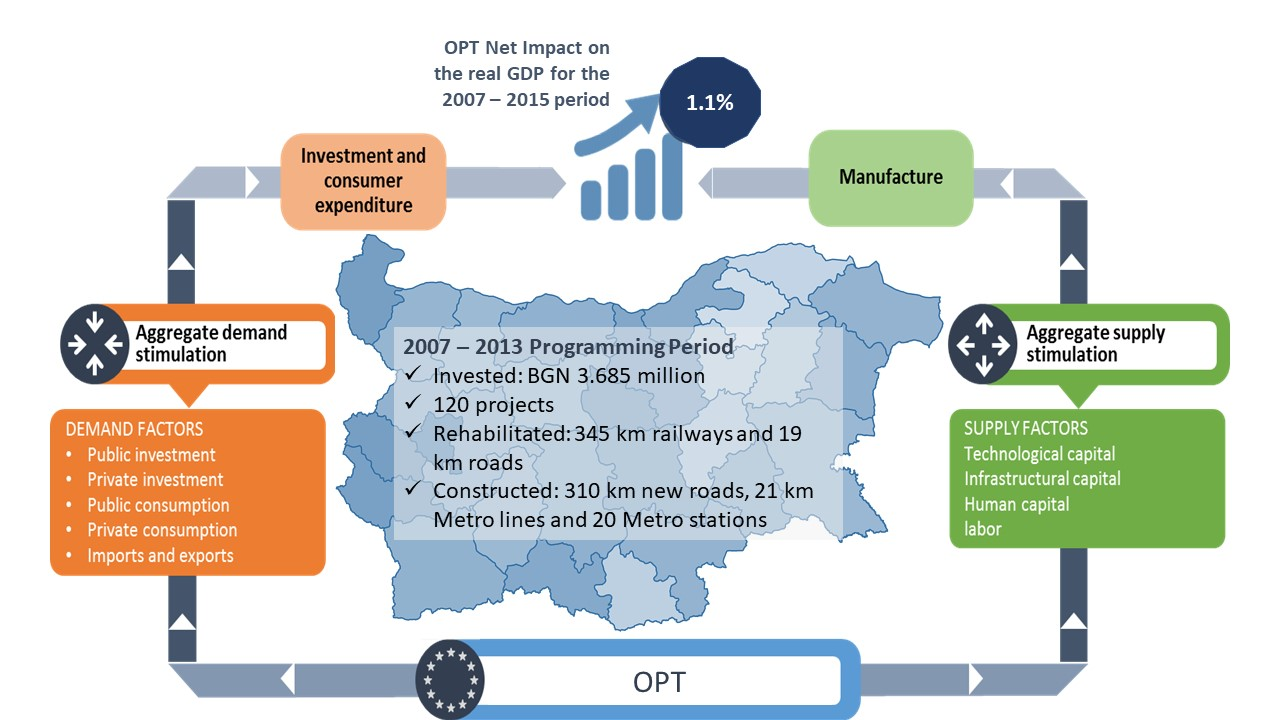 OPT Net Impact on
the real GDP for the
2007 – 2015 period
1.1%
Investment and
consumer
expenditure
Manufacture
Aggregate demand
stimulation
Aggregate supply
stimulation
2007 – 2013 Programming Period
✓ Invested: BGN 3.685 million
✓ 120 projects
✓ Rehabilitated: 345 km railways and 19
km roads
✓ Constructed: 310 km new roads, 21 km
Metro lines and 20 Metro stations
DEMAND FACTORS
• Public investment
• Private investment
• Public consumption
• Private consumption
• Imports and exports
SUPPLY FACTORS
Technological capital
Infrastructural capital
Human capital
labor
OPT